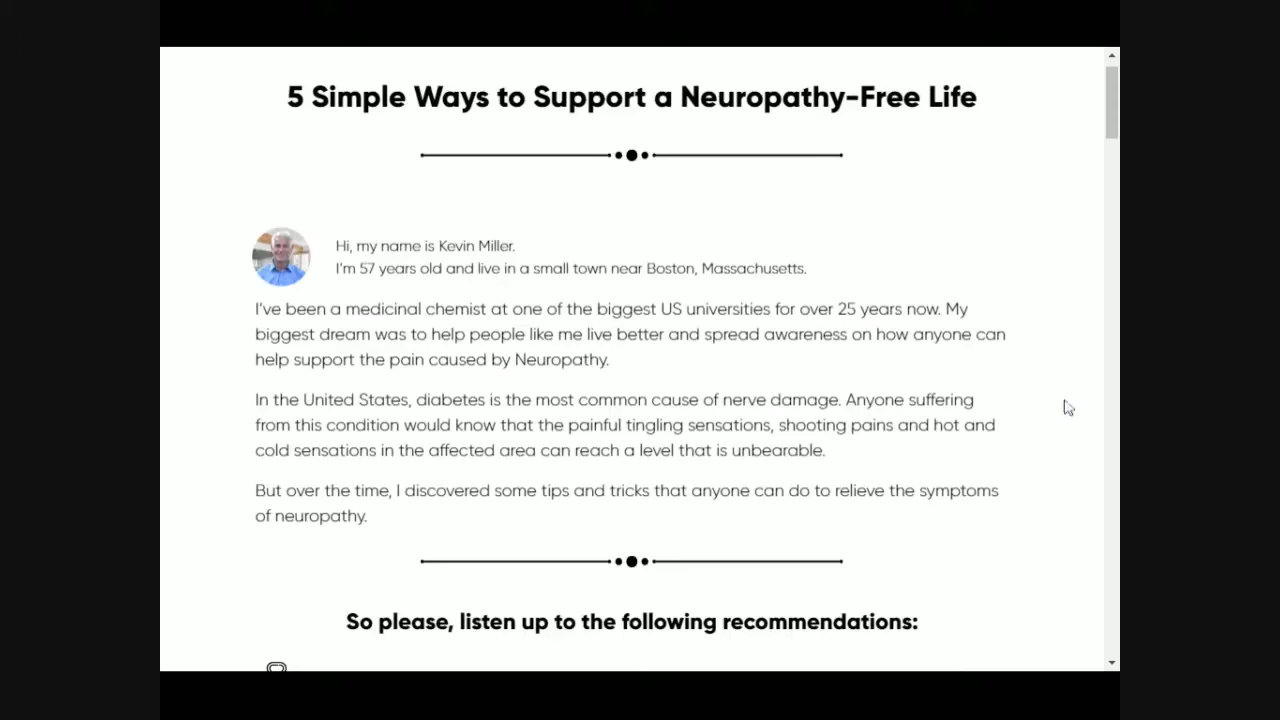 5 Simple Ways to Support a Neuropathy-Free Life
Hi, my name is Kevin Miller.
I'm 57 years old and live in a small town near Boston, Massachusetts.
I've been a medicinal chemist at one of the biggest US universities for over 25 years now. My
biggest dream was to help people like me live better and spread awareness on how anyone can
help support the pain caused by Neuropathy.
In the United States, diabetes is the most common cause of nerve damage. Anyone suffering
from this condition would know that the painful tingling sensations, shooting pains and hot and
cold sensations in the affected area can reach a level that is unbearable.
But over the time, I discovered some tips and tricks that anyone can do to relieve the symptoms
of neuropathy.
So please, listen up to the following recommendations: